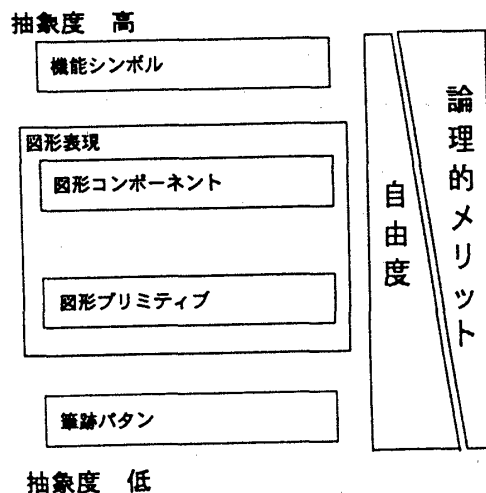 抽象度 高
機能シンボル
図形表現
図形コンポーネント
図形プリミティブ
筆跡パタン
抽象度 低
自由度
論理的メリット